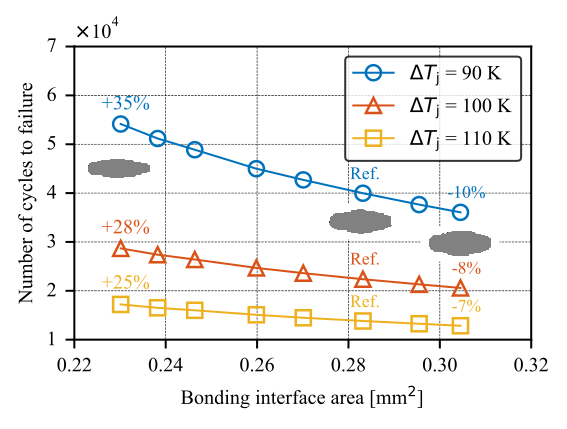 ×10⁴
7
6
5
4
3
2
1
Number of cycles to failure
ΔTj = 90 K
ΔTj = 100 K
ΔTj = 110 K
+35%
Ref.
-10%
+28%
Ref.
-8%
+25%
Ref.
-7%
0.22 0.24 0.26 0.28 0.30 0.32
Bonding interface area [mm²]